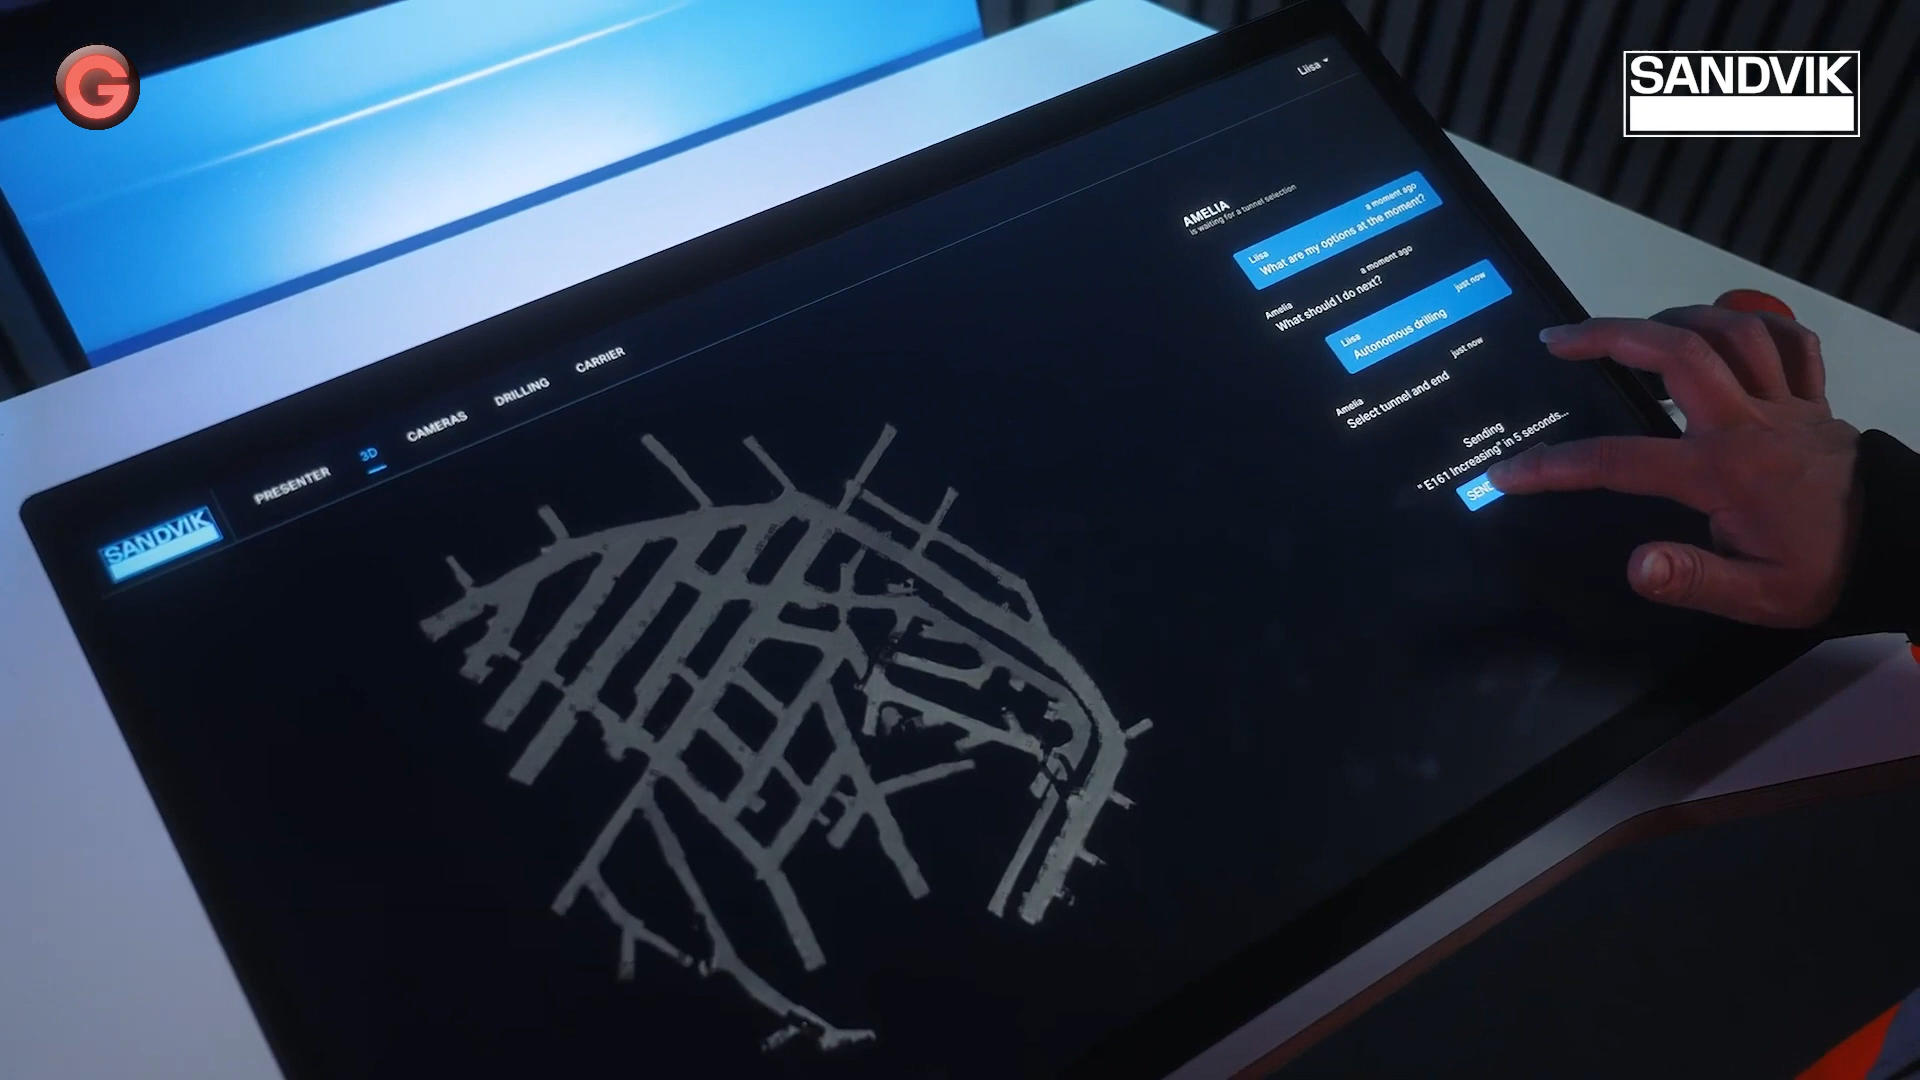 G
SANDVIK
Liisa
SANDVIK
PRESENTER
3D
CAMERAS
DRILLING
CARRIER
AMELIA
is waiting for a tunnel selection
Liisa
a moment ago
What are my options at the moment?
Amelia
a moment ago
What should I do next?
Liisa
just now
Autonomous drilling
Amelia
just now
Select tunnel and end
Sending
"E161 Increasing" in 5 seconds...